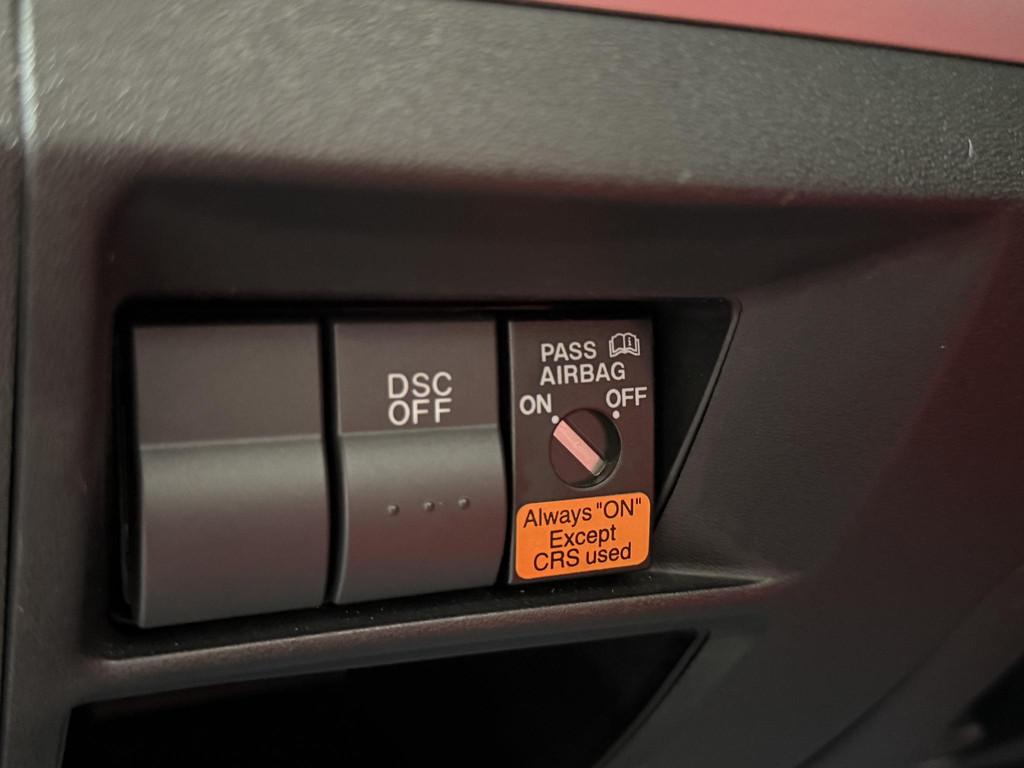 DSC
OFF
PASS
AIRBAG
ON
OFF
Always "ON"
Except
CRS used